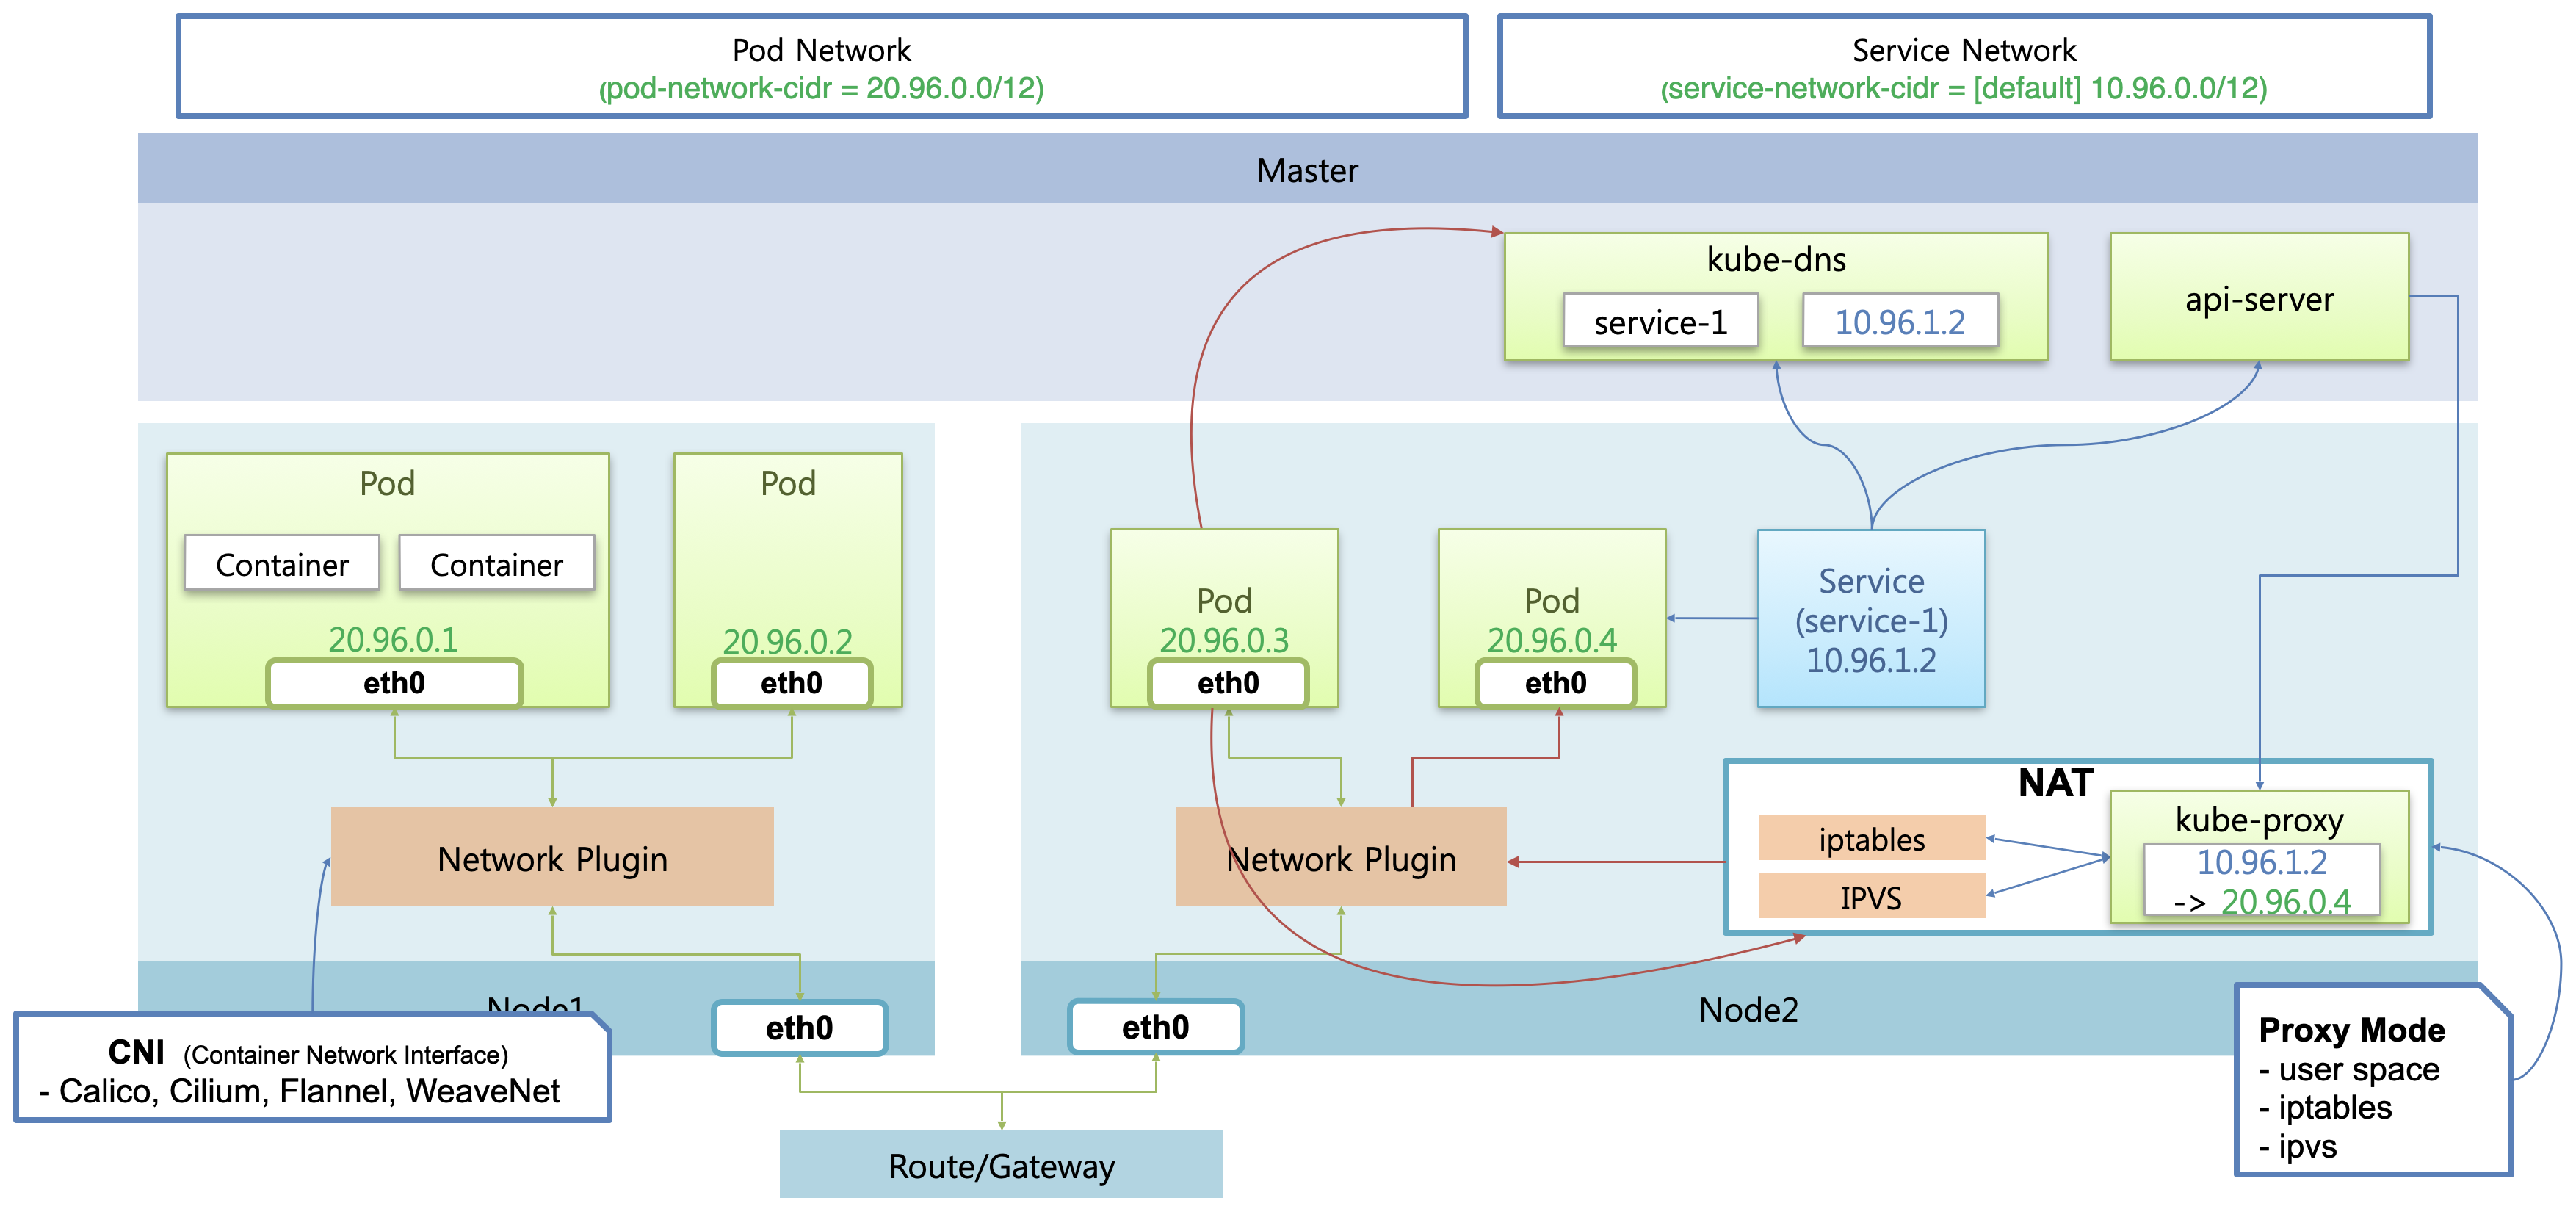 Pod Network
(pod-network-cidr = 20.96.0.0/12)
Service Network
(service-network-cidr = [default] 10.96.0.0/12)
Master
kube-dns
service-1
10.96.1.2
api-server
Pod
Container
Container
20.96.0.1
eth0
Pod
20.96.0.2
eth0
Pod
20.96.0.3
eth0
Pod
20.96.0.4
eth0
Service
(service-1)
10.96.1.2
Network Plugin
Network Plugin
NAT
iptables
IPVS
kube-proxy
10.96.1.2
-> 20.96.0.4
Node1
eth0
eth0
Node2
CNI (Container Network Interface)
- Calico, Cilium, Flannel, WeaveNet
Proxy Mode
- user space
- iptables
- ipvs
Route/Gateway